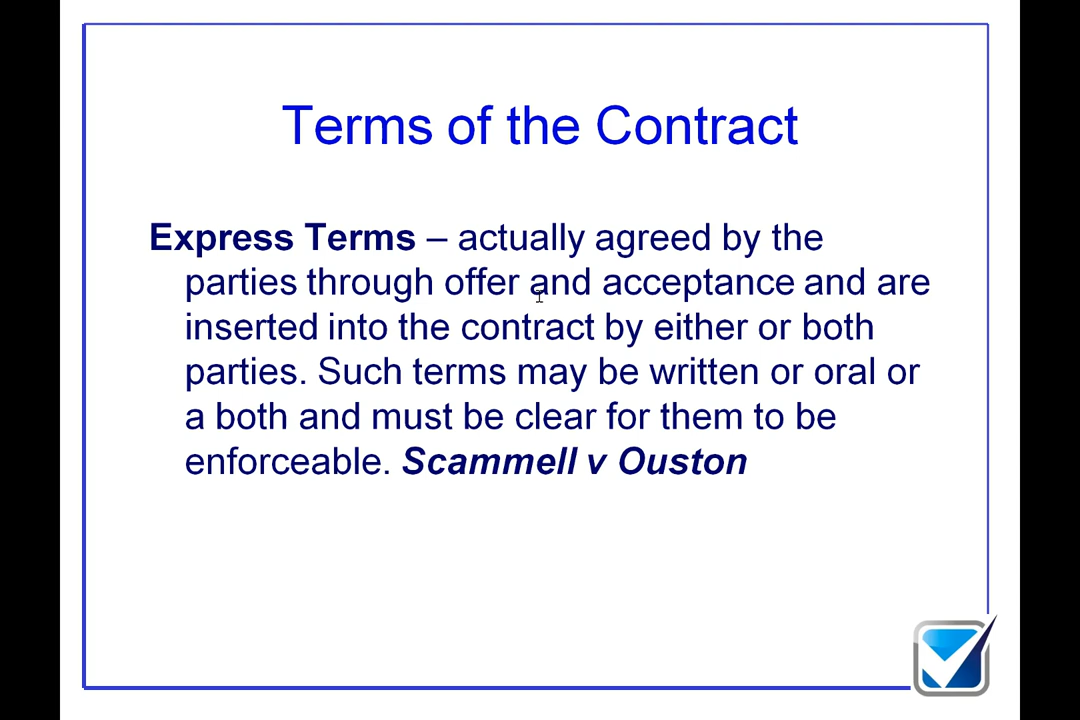 Terms of the Contract
Express Terms – actually agreed by the
parties through offer and acceptance and are
inserted into the contract by either or both
parties. Such terms may be written or oral or
a both and must be clear for them to be
enforceable. Scammell v Ouston